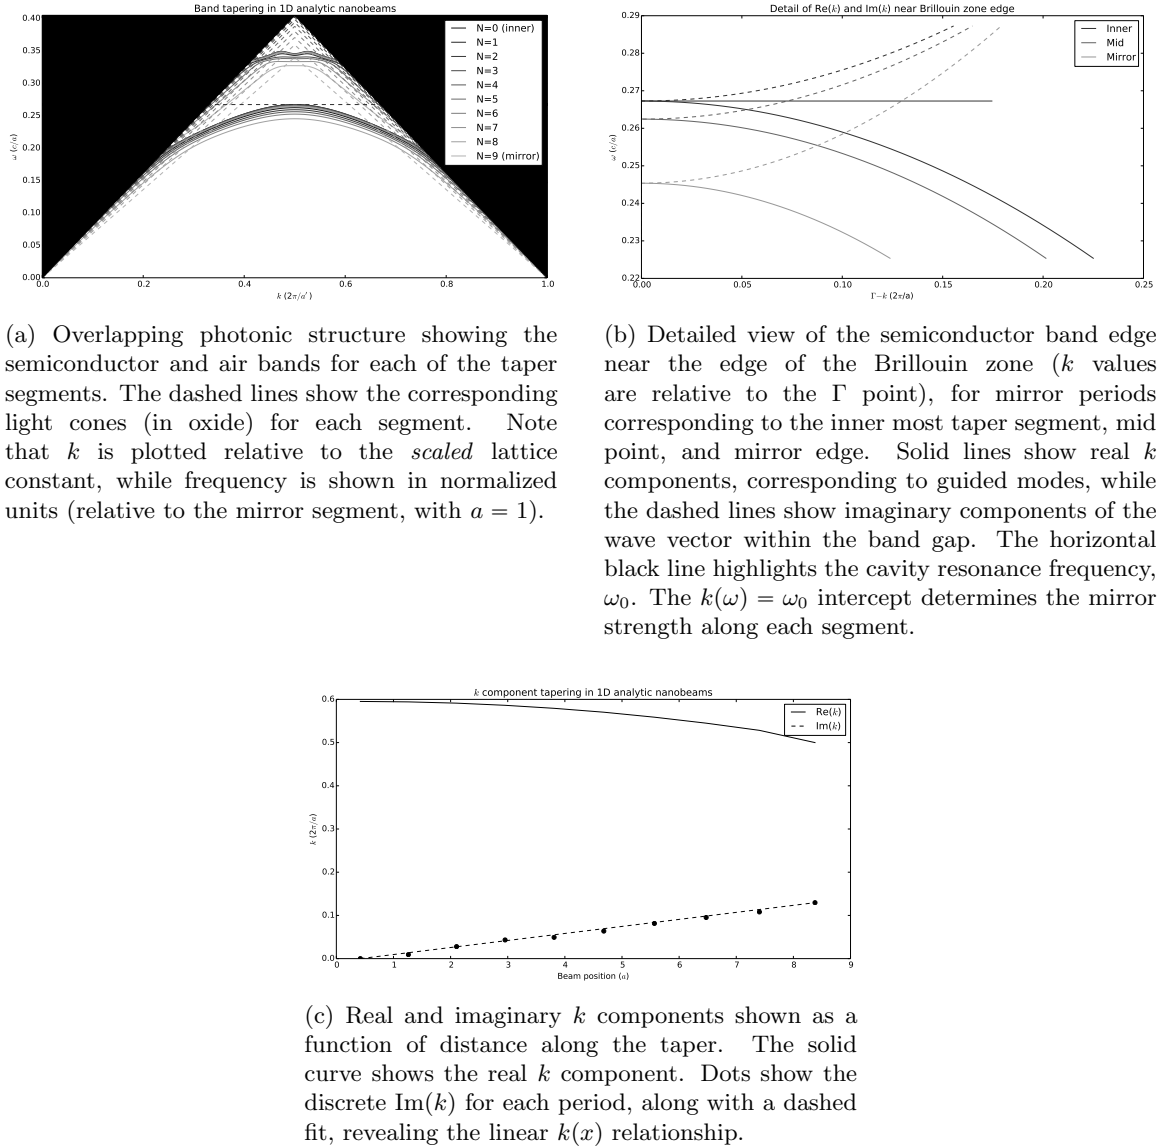 Band tapering in 1D analytic nanobeams
0.40
0.35
0.30
0.25
0.20
0.15
0.10
0.05
0.00
ω (c/a)
0.0 0.2 0.4 0.6 0.8 1.0
k (2π/a′)
N=0 (inner)
N=1
N=2
N=3
N=4
N=5
N=6
N=7
N=8
N=9 (mirror)
(a) Overlapping photonic structure showing the
semiconductor and air bands for each of the taper
segments. The dashed lines show the corresponding
light cones (in oxide) for each segment. Note
that k is plotted relative to the scaled lattice
constant, while frequency is shown in normalized
units (relative to the mirror segment, with a = 1).
Detail of Re(k) and Im(k) near Brillouin zone edge
0.29
0.28
0.27
0.26
0.25
0.24
0.23
0.22
ω (c/a)
0.00 0.05 0.10 0.15 0.20 0.25
Γ−k (2π/a)
Inner
Mid
Mirror
(b) Detailed view of the semiconductor band edge
near the edge of the Brillouin zone (k values
are relative to the Γ point), for mirror periods
corresponding to the inner most taper segment, mid
point, and mirror edge. Solid lines show real k
components, corresponding to guided modes, while
the dashed lines show imaginary components of the
wave vector within the band gap. The horizontal
black line highlights the cavity resonance frequency,
ω₀. The k(ω) = ω₀ intercept determines the mirror
strength along each segment.
k component tapering in 1D analytic nanobeams
0.6
0.5
0.4
0.3
0.2
0.1
0.0
k (2π/a)
0 1 2 3 4 5 6 7 8 9
Beam position (a)
Re(k)
Im(k)
(c) Real and imaginary k components shown as a
function of distance along the taper. The solid
curve shows the real k component. Dots show the
discrete Im(k) for each period, along with a dashed
fit, revealing the linear k(x) relationship.